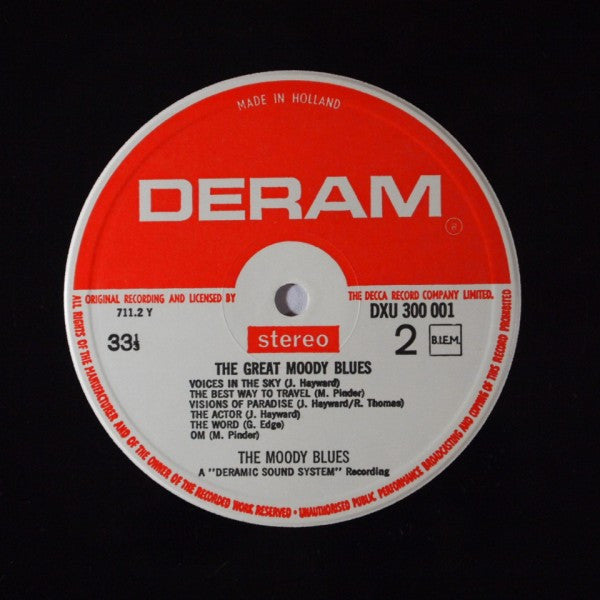 MADE IN HOLLAND
DERAM
ORIGINAL RECORDING AND LICENSED BY THE DECCA RECORD COMPANY LIMITED.
711.2 Y
DXU 300 001
33⅓
stereo
2
B.I.E.M.
THE GREAT MOODY BLUES
VOICES IN THE SKY (J. Hayward)
THE BEST WAY TO TRAVEL (M. Pinder)
VISIONS OF PARADISE (J. Hayward/R. Thomas)
THE ACTOR (J. Hayward)
THE WORD (G. Edge)
OM (M. Pinder)
THE MOODY BLUES
A "DERAMIC SOUND SYSTEM" Recording
ALL RIGHTS OF THE MANUFACTURER AND OF THE OWNER OF THE RECORDED WORK RESERVED • UNAUTHORISED PUBLIC PERFORMANCE BROADCASTING AND COPYING OF THIS RECORD PROHIBITED